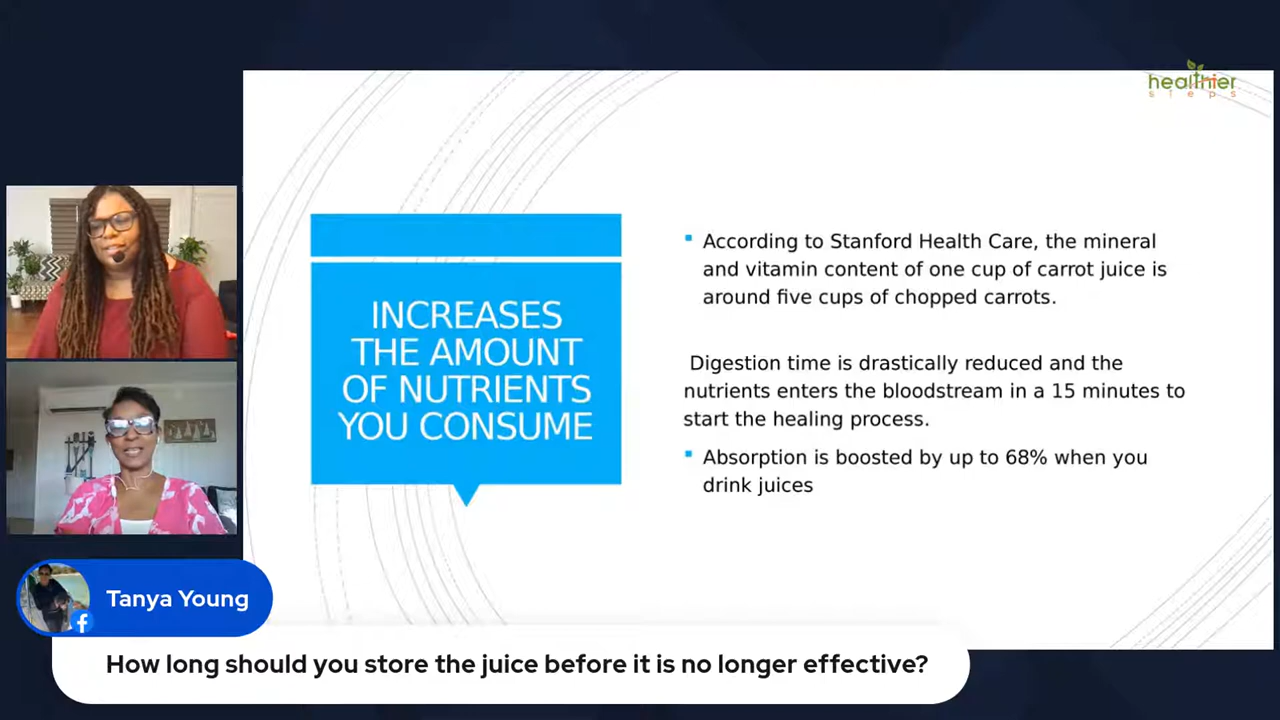 healthier
steps
INCREASES
THE AMOUNT
OF NUTRIENTS
YOU CONSUME
According to Stanford Health Care, the mineral
and vitamin content of one cup of carrot juice is
around five cups of chopped carrots.
Digestion time is drastically reduced and the
nutrients enters the bloodstream in a 15 minutes to
start the healing process.
Absorption is boosted by up to 68% when you
drink juices
Tanya Young
How long should you store the juice before it is no longer effective?